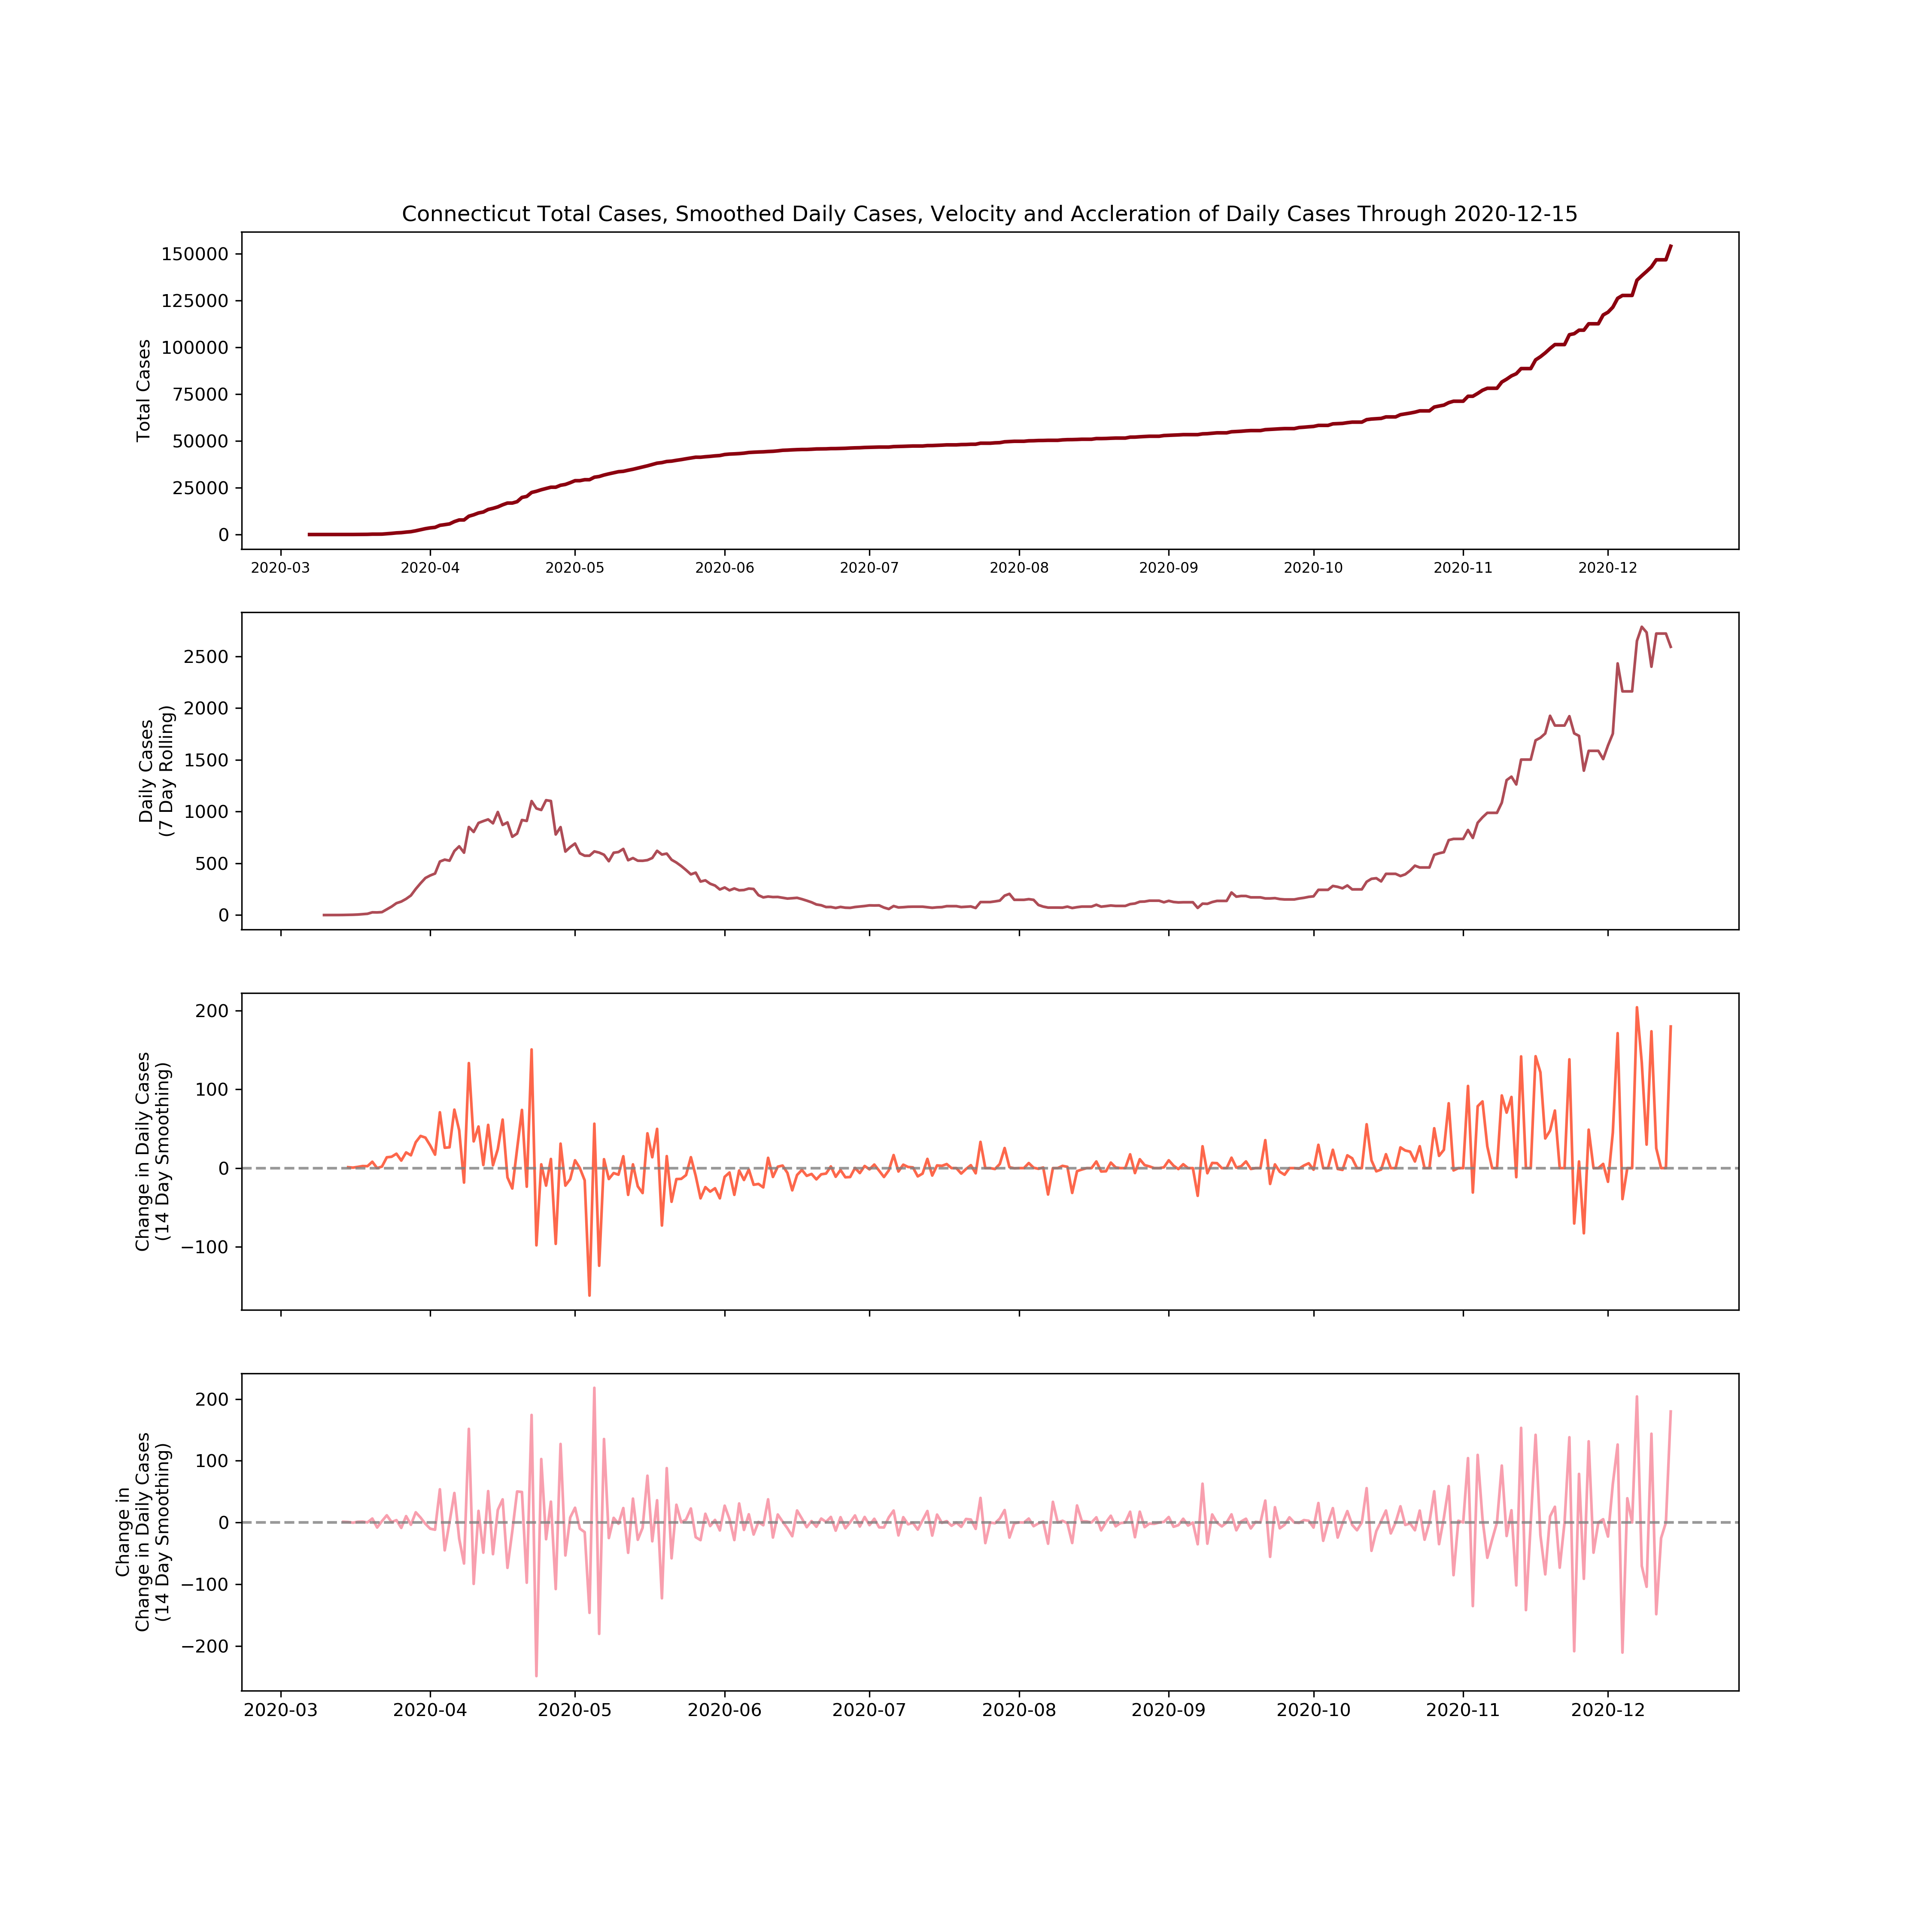 Connecticut Total Cases, Smoothed Daily Cases, Velocity and Accleration of Daily Cases Through 2020-12-15
Total Cases
150000
125000
100000
75000
50000
25000
0
2020-03 2020-04 2020-05 2020-06 2020-07 2020-08 2020-09 2020-10 2020-11 2020-12
Daily Cases
(7 Day Rolling)
2500
2000
1500
1000
500
0
Change in Daily Cases
(14 Day Smoothing)
200
100
0
−100
Change in
Change in Daily Cases
(14 Day Smoothing)
200
100
0
−100
−200
2020-03 2020-04 2020-05 2020-06 2020-07 2020-08 2020-09 2020-10 2020-11 2020-12